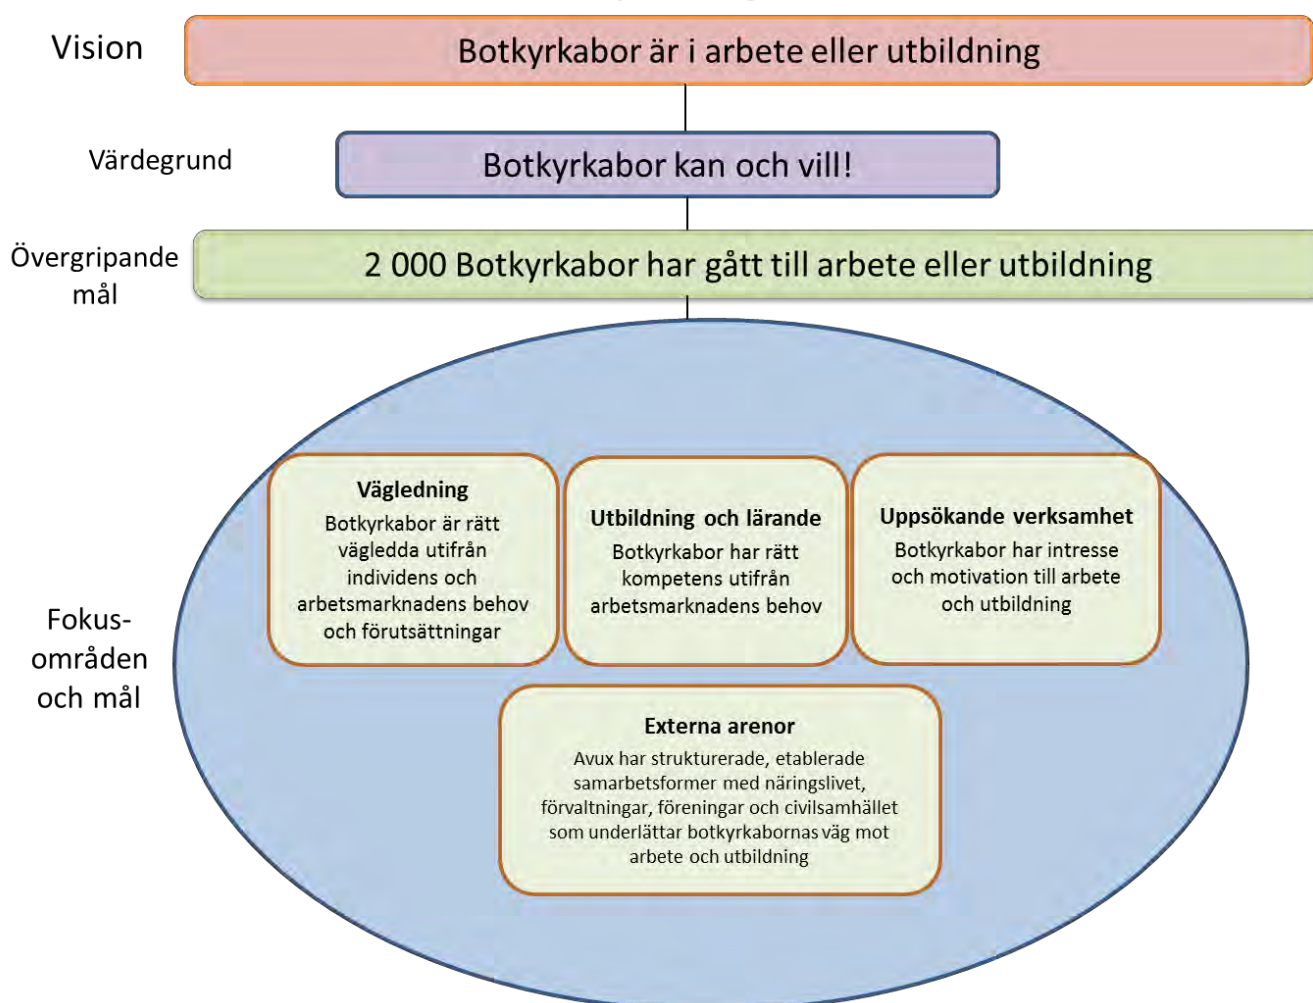 Vision
Botkyrkabor är i arbete eller utbildning
Värdegrund
Botkyrkabor kan och vill!
Övergripande
mål
2 000 Botkyrkabor har gått till arbete eller utbildning
Fokus-
områden
och mål
Vägledning
Botkyrkabor är rätt
vägledda utifrån
individens och
arbetsmarknadens behov
och förutsättningar
Utbildning och lärande
Botkyrkabor har rätt
kompetens utifrån
arbetsmarknadens behov
Uppsökande verksamhet
Botkyrkabor har intresse
och motivation till arbete
och utbildning
Externa arenor
Avux har strukturerade, etablerade
samarbetsformer med näringslivet,
förvaltningar, föreningar och civilsamhället
som underlättar botkyrkabornas väg mot
arbete och utbildning